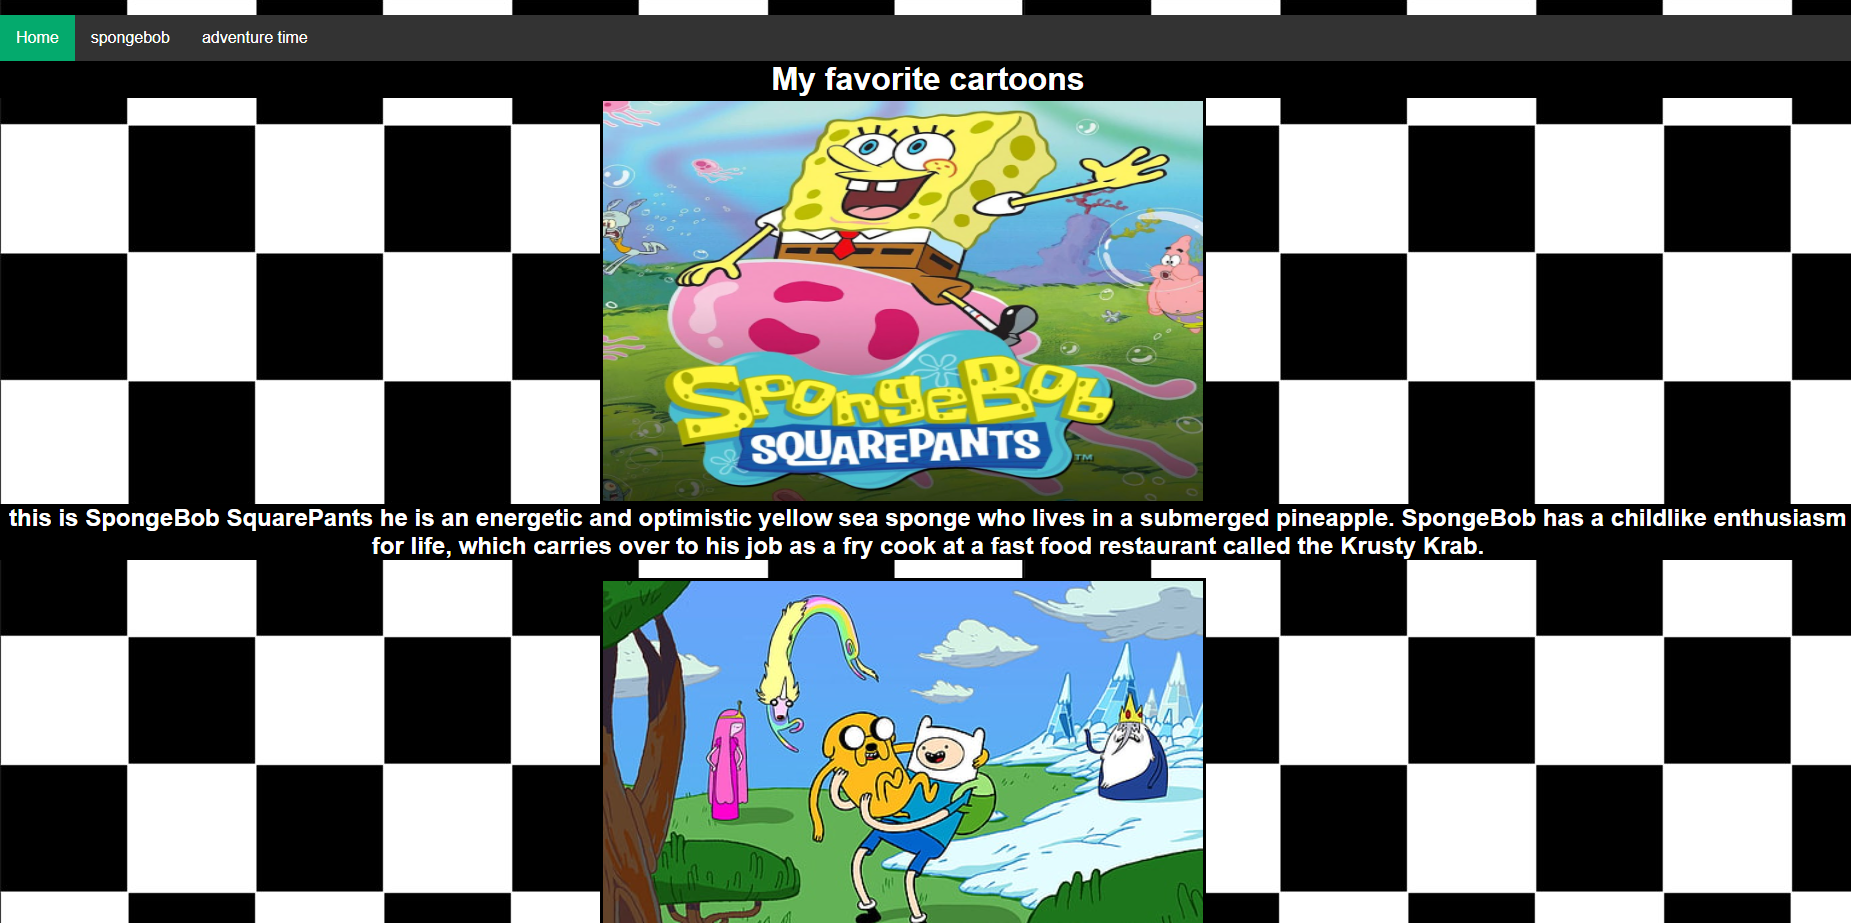 Home spongebob adventure time
My favorite cartoons
SpongeBob
SQUAREPANTS TM
this is SpongeBob SquarePants he is an energetic and optimistic yellow sea sponge who lives in a submerged pineapple. SpongeBob has a childlike enthusiasm
for life, which carries over to his job as a fry cook at a fast food restaurant called the Krusty Krab.